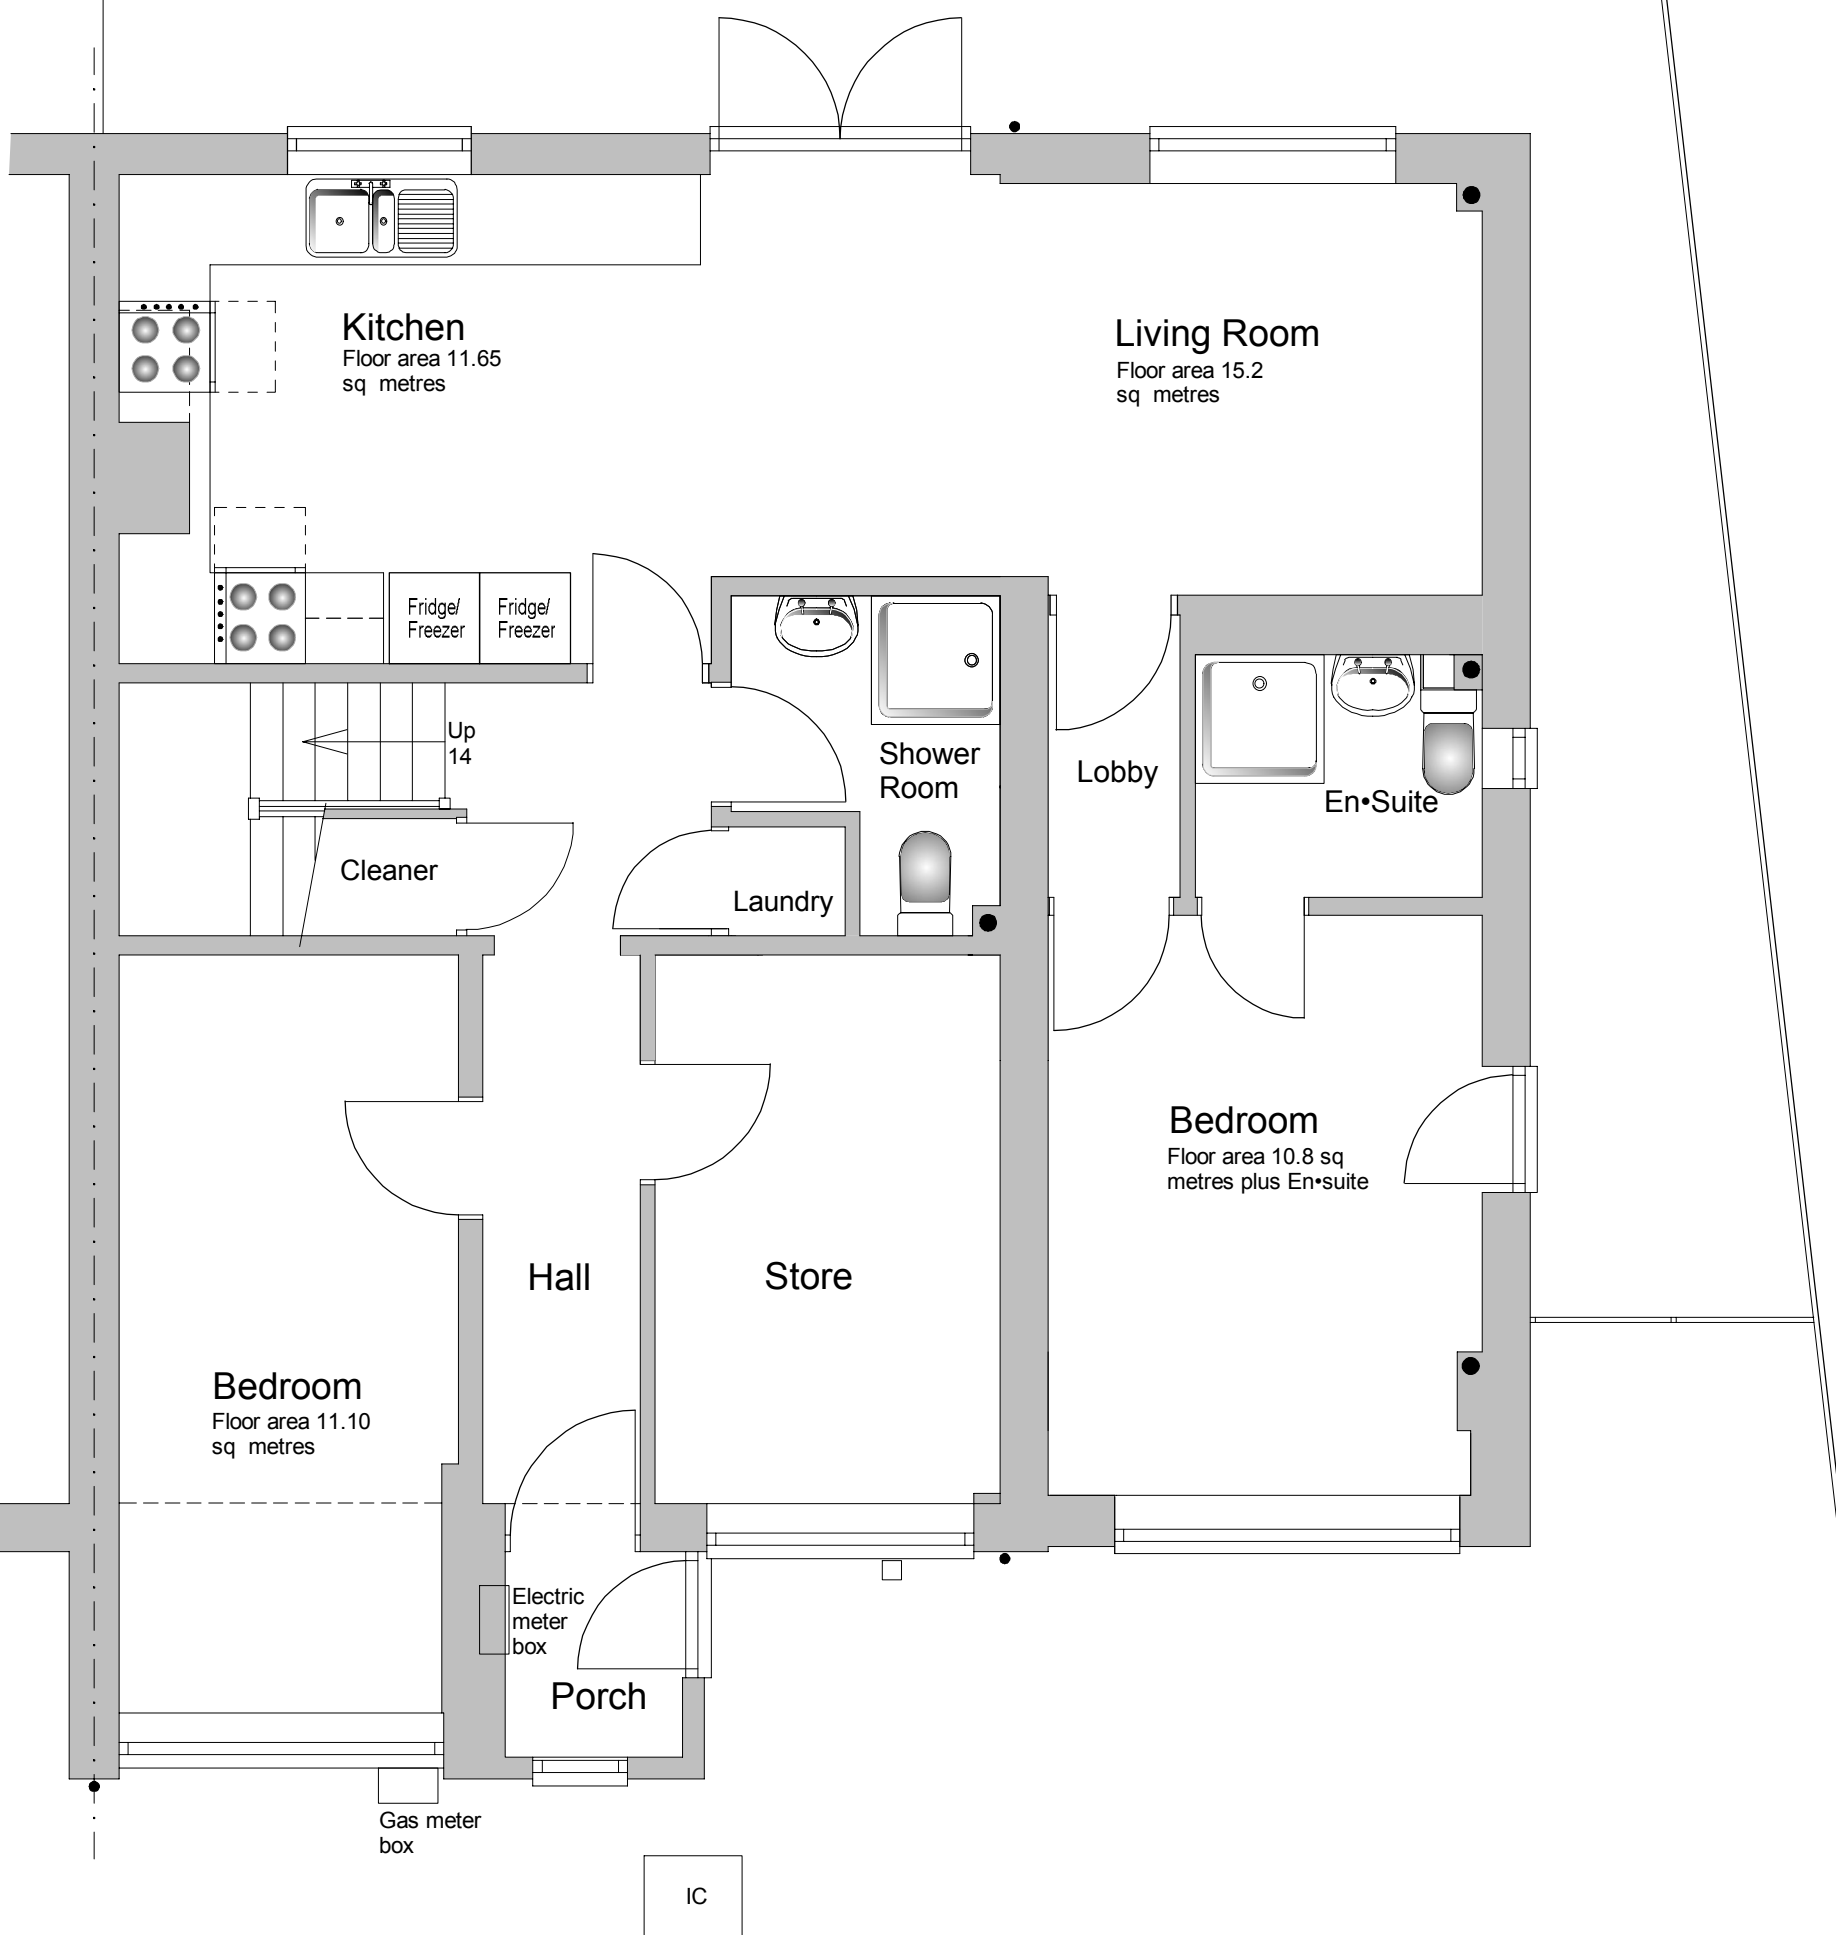 Kitchen
Floor area 11.65
sq metres
Living Room
Floor area 15.2
sq metres
Fridge/
Freezer
Fridge/
Freezer
Up
14
Shower
Room
Lobby
En•Suite
Cleaner
Laundry
Bedroom
Floor area 10.8 sq
metres plus En•suite
Hall
Store
Bedroom
Floor area 11.10
sq metres
Electric
meter
box
Porch
Gas meter
box
IC